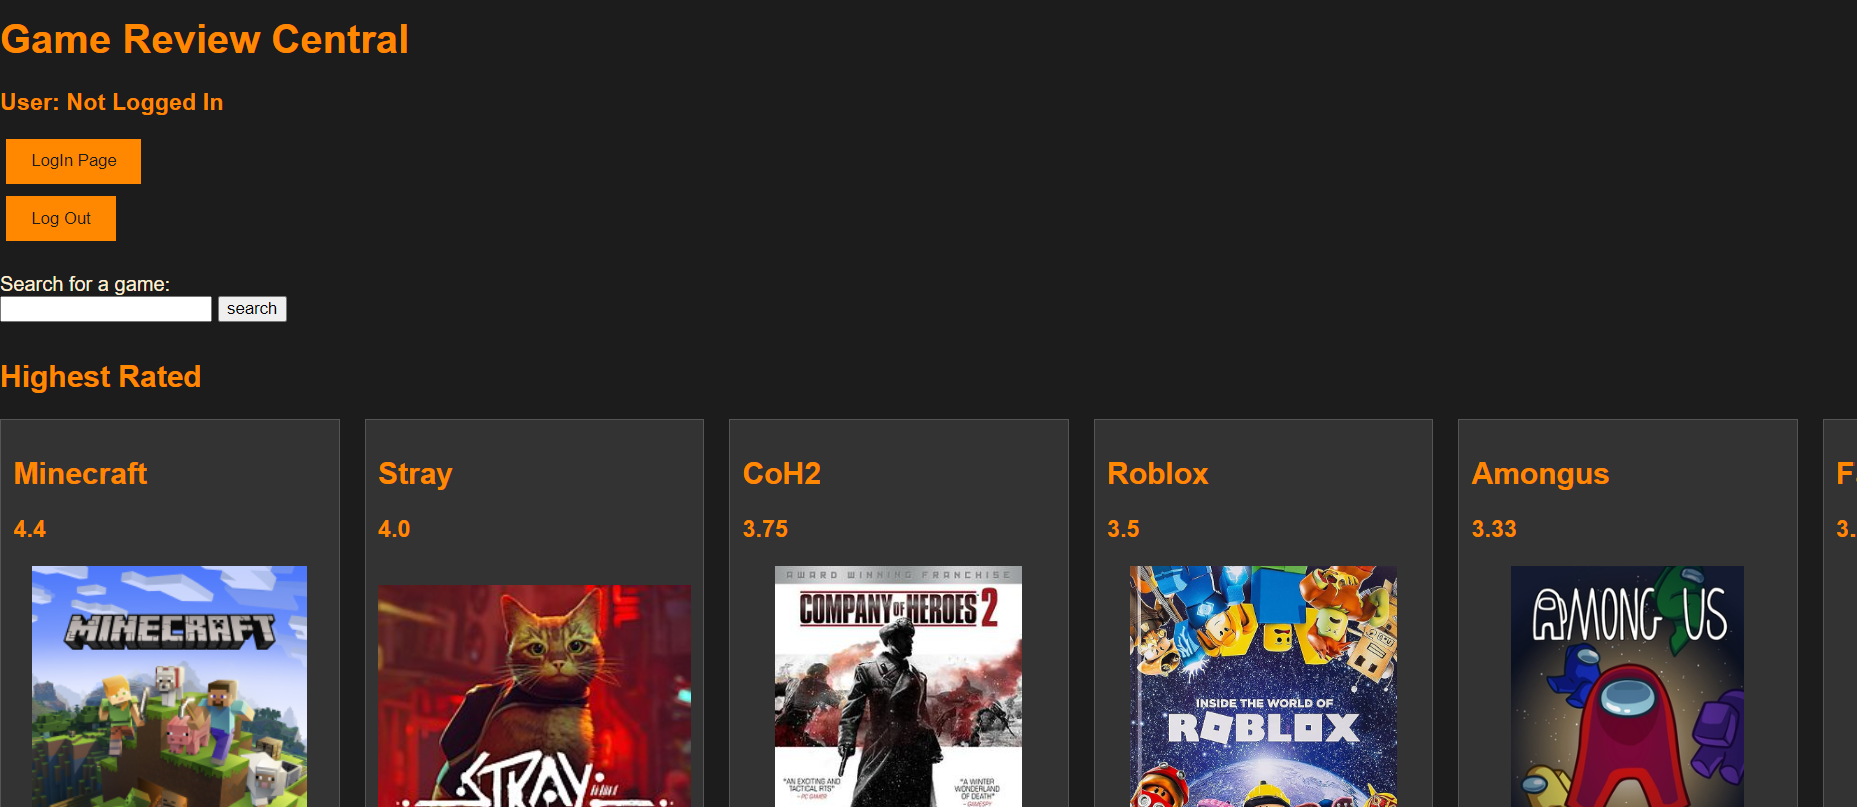 Game Review Central
User: Not Logged In
LogIn Page
Log Out
Search for a game:
search
Highest Rated
Minecraft
4.4
MINECRAFT
Stray
4.0
STRAY
CoH2
3.75
AWARD WINNING FRANCHISE
COMPANY OF HEROES 2
"AN EXCITING AND
TACTICAL RTS"
- PC GAMER
"A WINTER
WONDERLAND
OF DEATH"
- GAMESPY
Roblox
3.5
INSIDE THE WORLD OF
ROBLOX
Amongus
3.33
AMONG US
F
3.